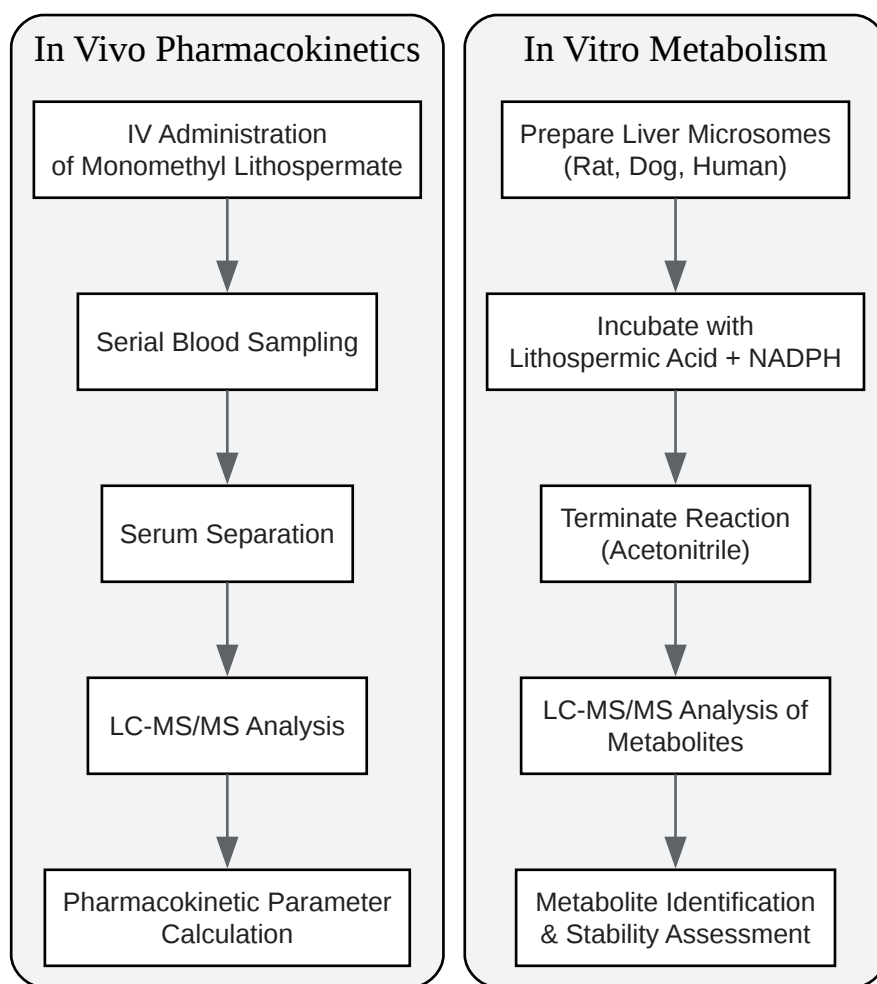 In Vivo Pharmacokinetics
IV Administration
of Monomethyl Lithospermate
Serial Blood Sampling
Serum Separation
LC-MS/MS Analysis
Pharmacokinetic Parameter
Calculation
In Vitro Metabolism
Prepare Liver Microsomes
(Rat, Dog, Human)
Incubate with
Lithospermic Acid + NADPH
Terminate Reaction
(Acetonitrile)
LC-MS/MS Analysis of
Metabolites
Metabolite Identification
& Stability Assessment